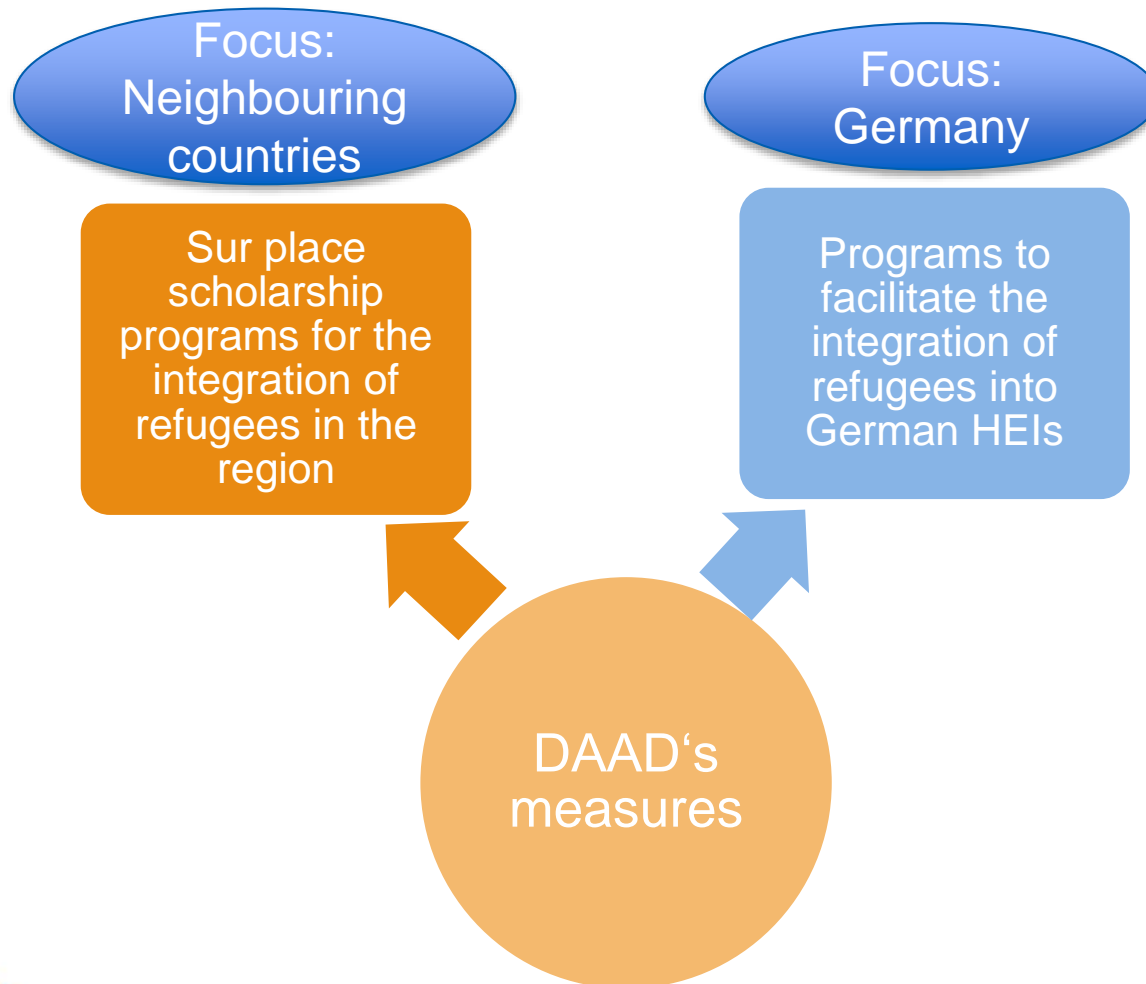 Focus:
Neighbouring
countries
Focus:
Germany
Sur place
scholarship
programs for the
integration of
refugees in the
region
Programs to
facilitate the
integration of
refugees into
German HEIs
DAAD‘s
measures